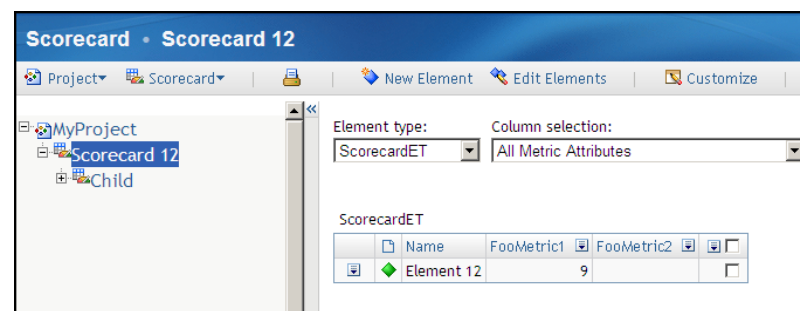 Scorecard • Scorecard 12
Project Scorecard New Element Edit Elements Customize
MyProject
Scorecard 12
Child
Element type: Column selection:
ScorecardET All Metric Attributes
ScorecardET
Name FooMetric1 FooMetric2
Element 12 9